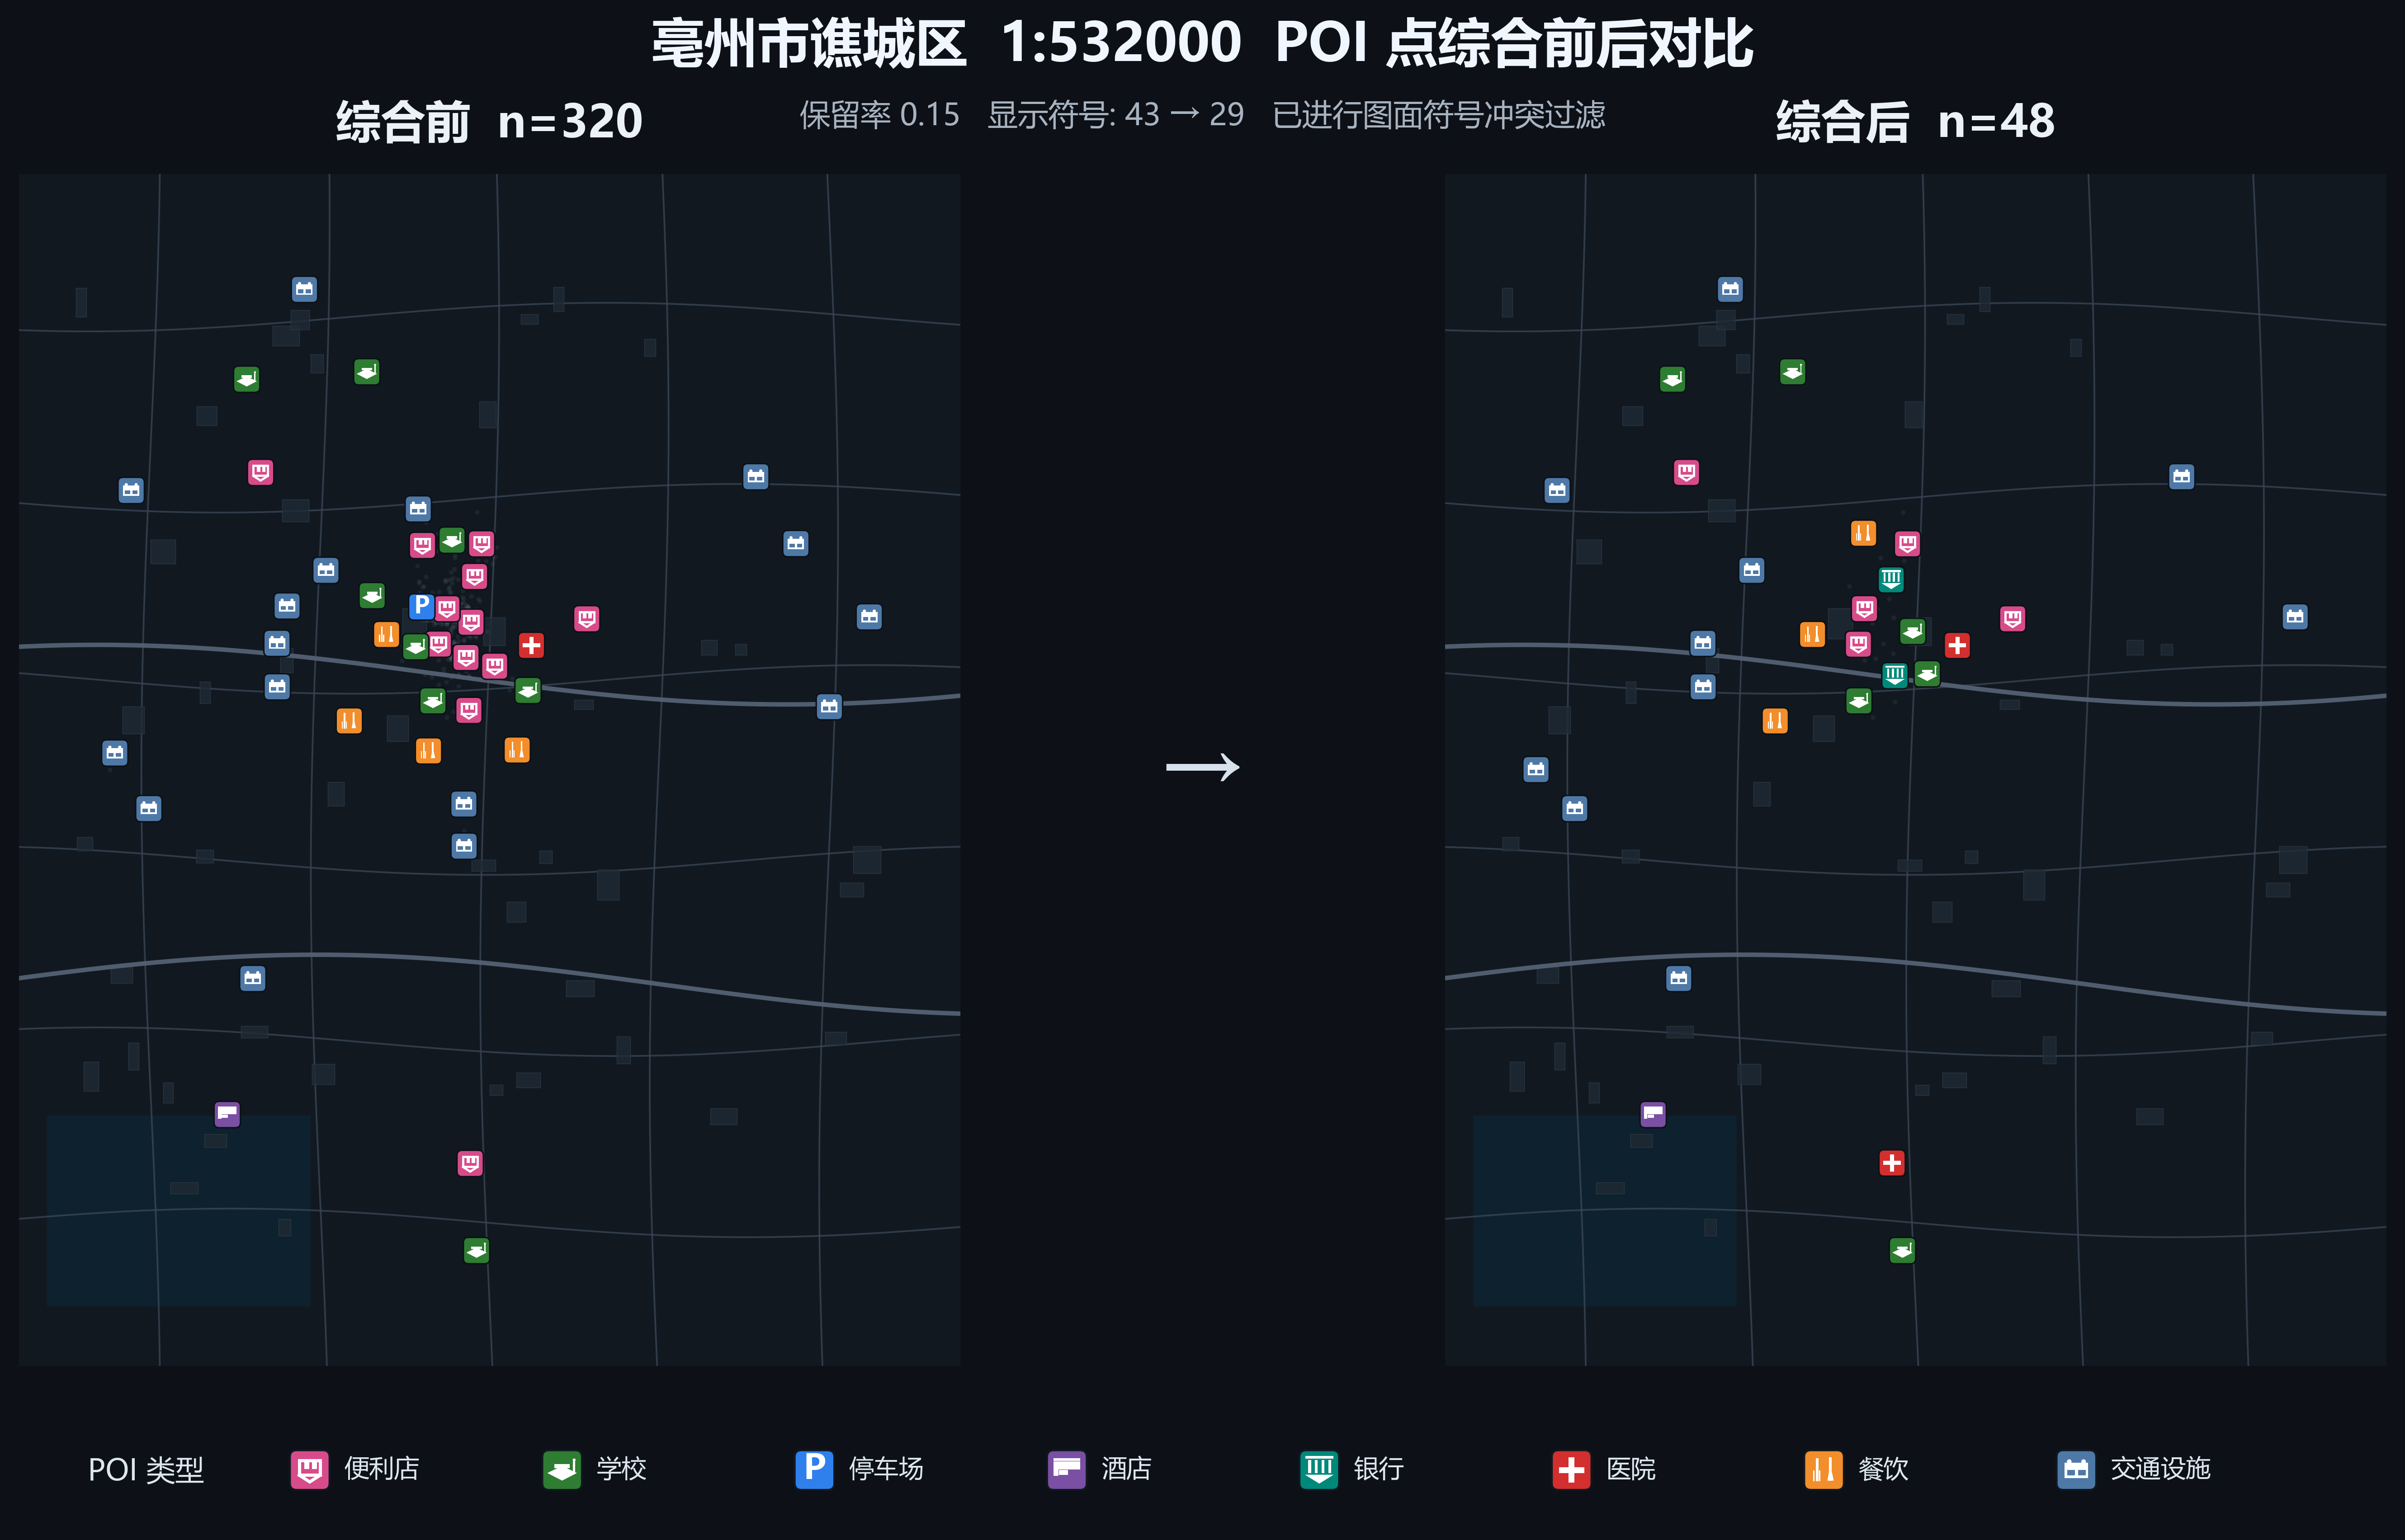 亳州市谯城区 1:532000 POI 点综合前后对比
综合前 n=320
保留率 0.15 显示符号: 43 → 29 已进行图面符号冲突过滤
综合后 n=48
P
→
POI 类型 便利店 学校 P 停车场 酒店 银行 医院 餐饮 交通设施